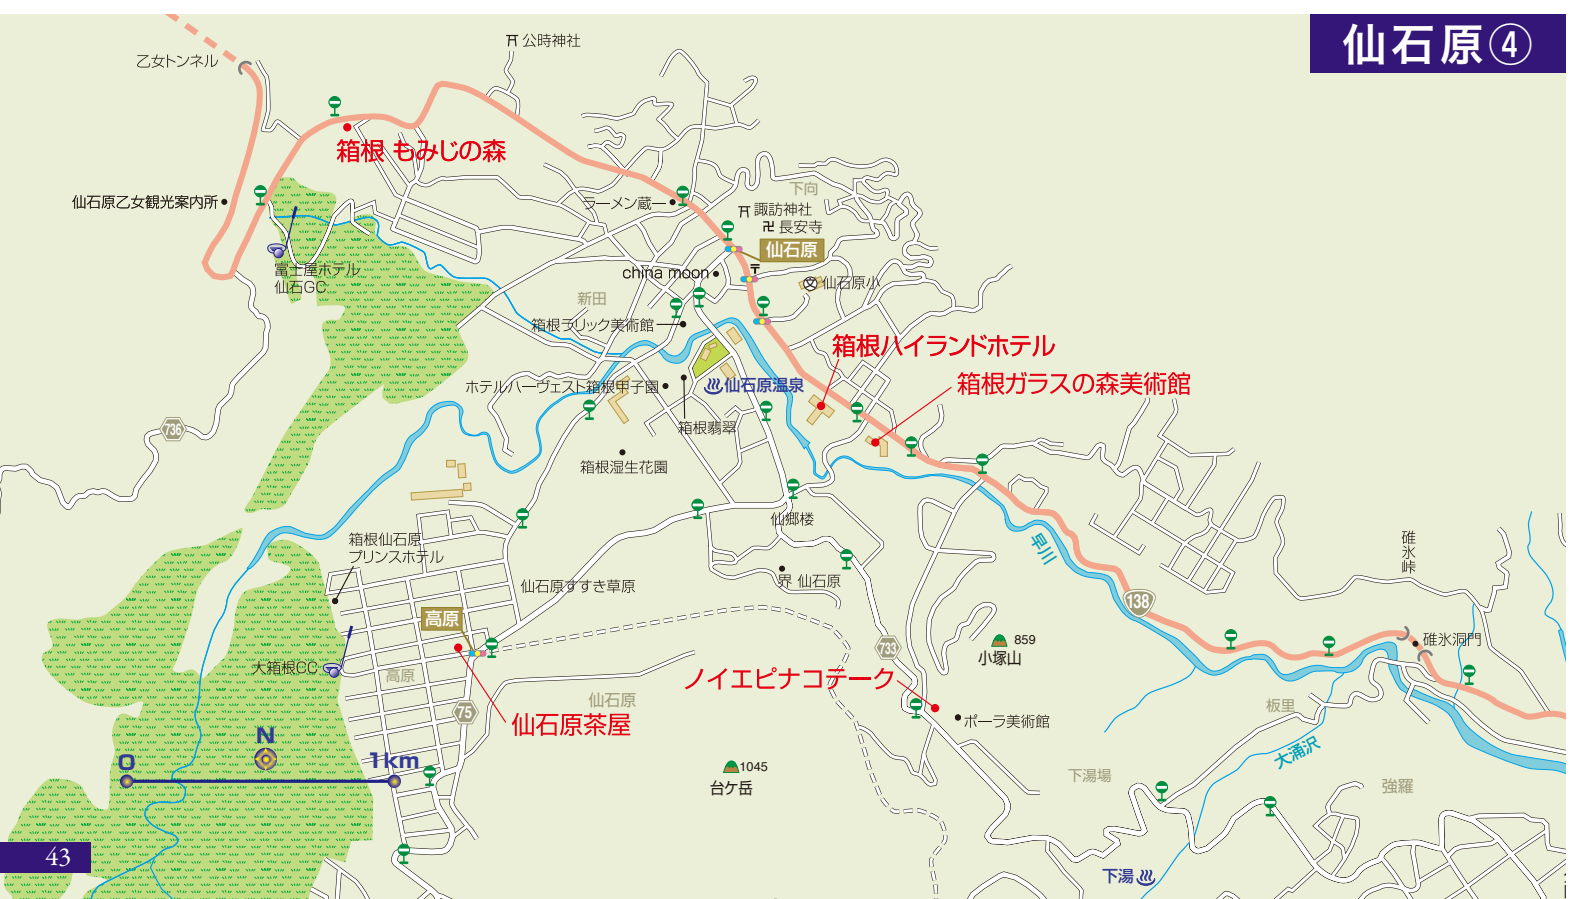 仙石原④
公時神社
乙女トンネル
箱根 もみじの森
仙石原乙女観光案内所
ラーメン蔵一
下向
諏訪神社
長安寺
仙石原
china moon
仙石原小
富士屋ホテル
仙石GC
新田
箱根ラリック美術館
箱根ハイランドホテル
箱根ガラスの森美術館
ホテルハーヴェスト箱根甲子園
仙石原温泉
736
箱根翡翠
箱根湿生花園
仙郷楼
箱根仙石原
プリンスホテル
早川
碓氷峠
界 仙石原
仙石原すすき草原
138
高原
733
859
小塚山
碓氷洞門
大箱根CC
高原
ノイエピナコテーク
仙石原
板里
75
仙石原茶屋
ポーラ美術館
N
0
1km
大涌沢
1045
台ケ岳
下湯場
強羅
43
下湯